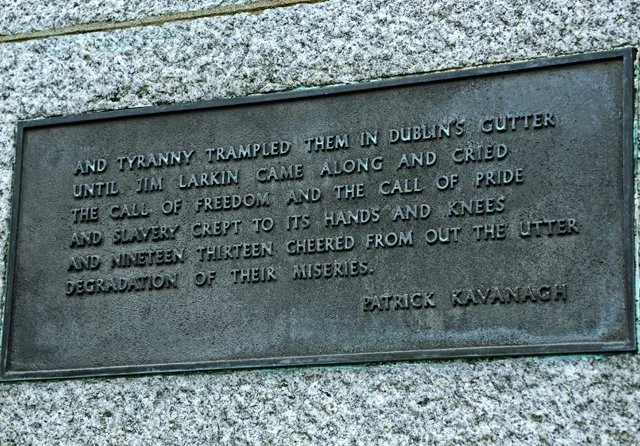 AND TYRANNY TRAMPLED THEM IN DUBLIN'S GUTTER
UNTIL JIM LARKIN CAME ALONG AND CRIED
THE CALL OF FREEDOM AND THE CALL OF PRIDE
AND SLAVERY CREPT TO ITS HANDS AND KNEES
AND NINETEEN THIRTEEN CHEERED FROM OUT THE UTTER
DEGRADATION OF THEIR MISERIES.
PATRICK KAVANAGH